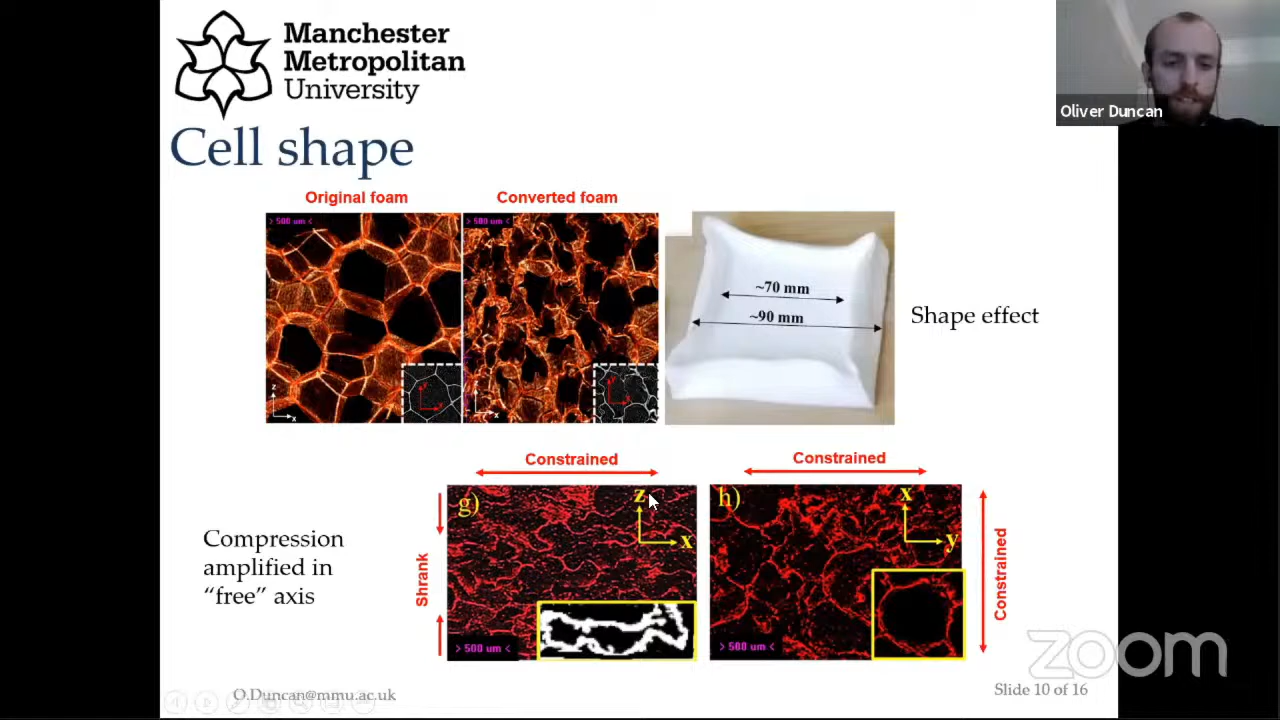 Manchester
Metropolitan
University
Oliver Duncan
Cell shape
Original foam
Converted foam
> 500 um <
> 500 um <
z
x
x
~70 mm
~90 mm
Shape effect
Constrained
Constrained
g)
z
x
h)
x
y
Compression
amplified in
“free” axis
Shrank
Constrained
> 500 um <
> 500 um <
zoom
O.Duncan@mmu.ac.uk
Slide 10 of 16